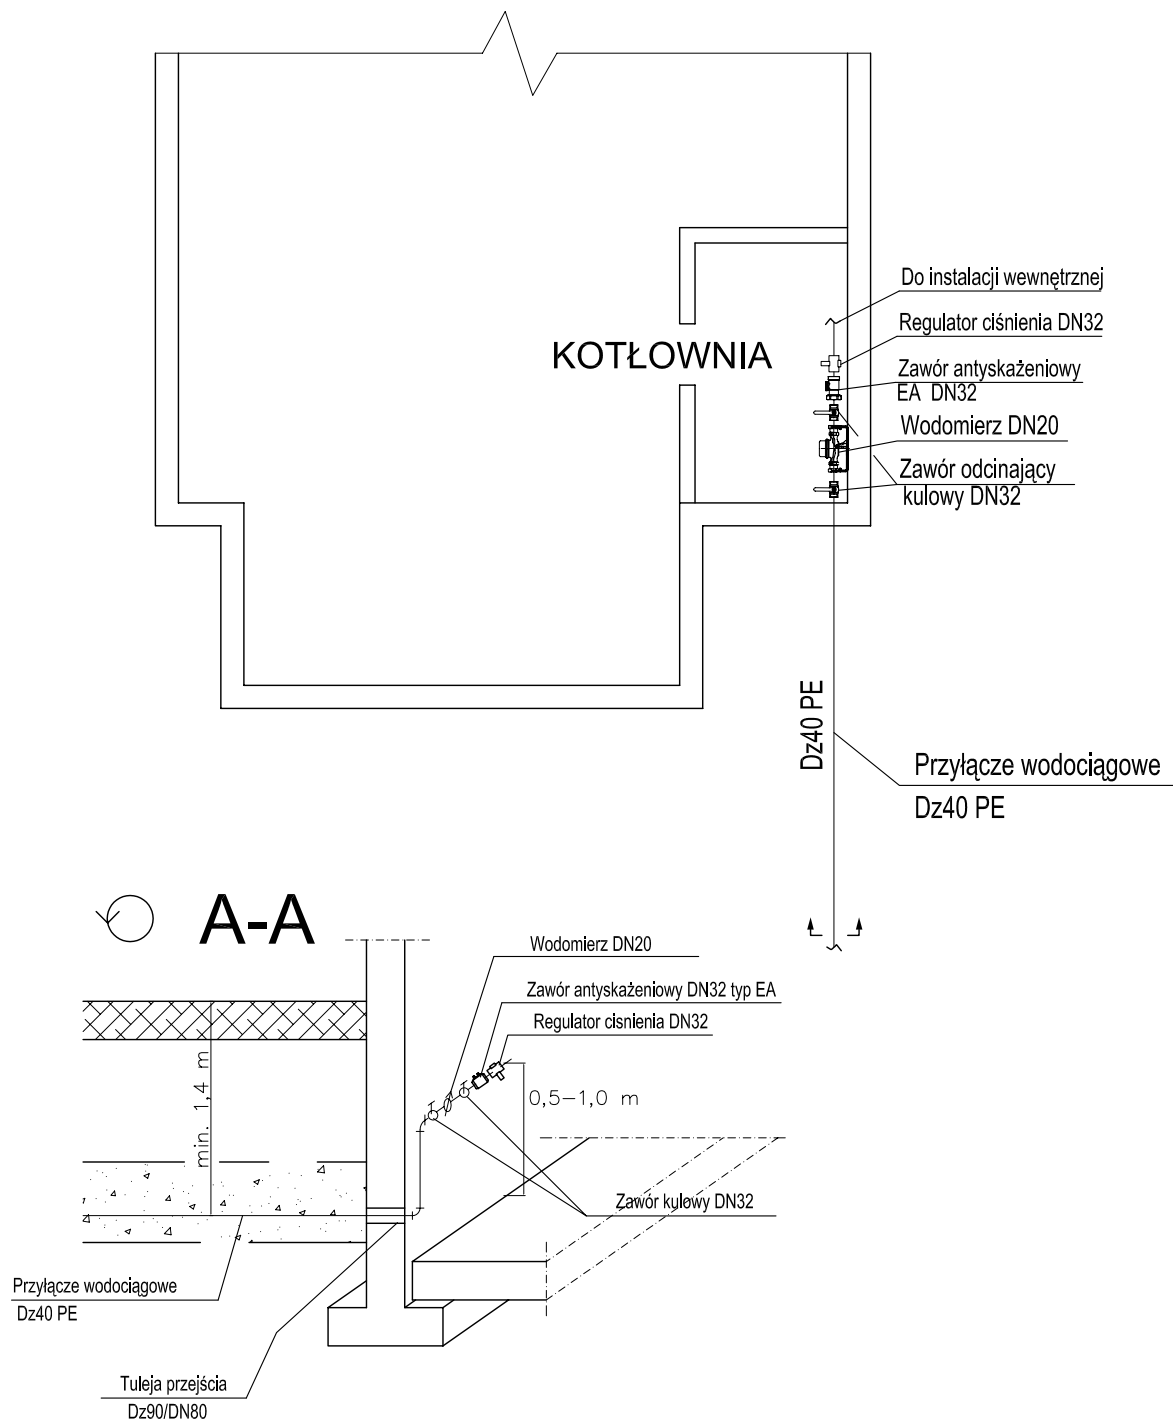 Do instalacji wewnętrznej
Regulator ciśnienia DN32
KOTŁOWNIA
Zawór antyskażeniowy
EA DN32
Wodomierz DN20
Zawór odcinający
kulowy DN32
Dz40 PE
Przyłącze wodociągowe
Dz40 PE
A-A
Wodomierz DN20
Zawór antyskażeniowy DN32 typ EA
Regulator cisnienia DN32
min. 1,4 m
0,5-1,0 m
Zawór kulowy DN32
Przyłącze wodociągowe
Dz40 PE
Tuleja przejścia
Dz90/DN80